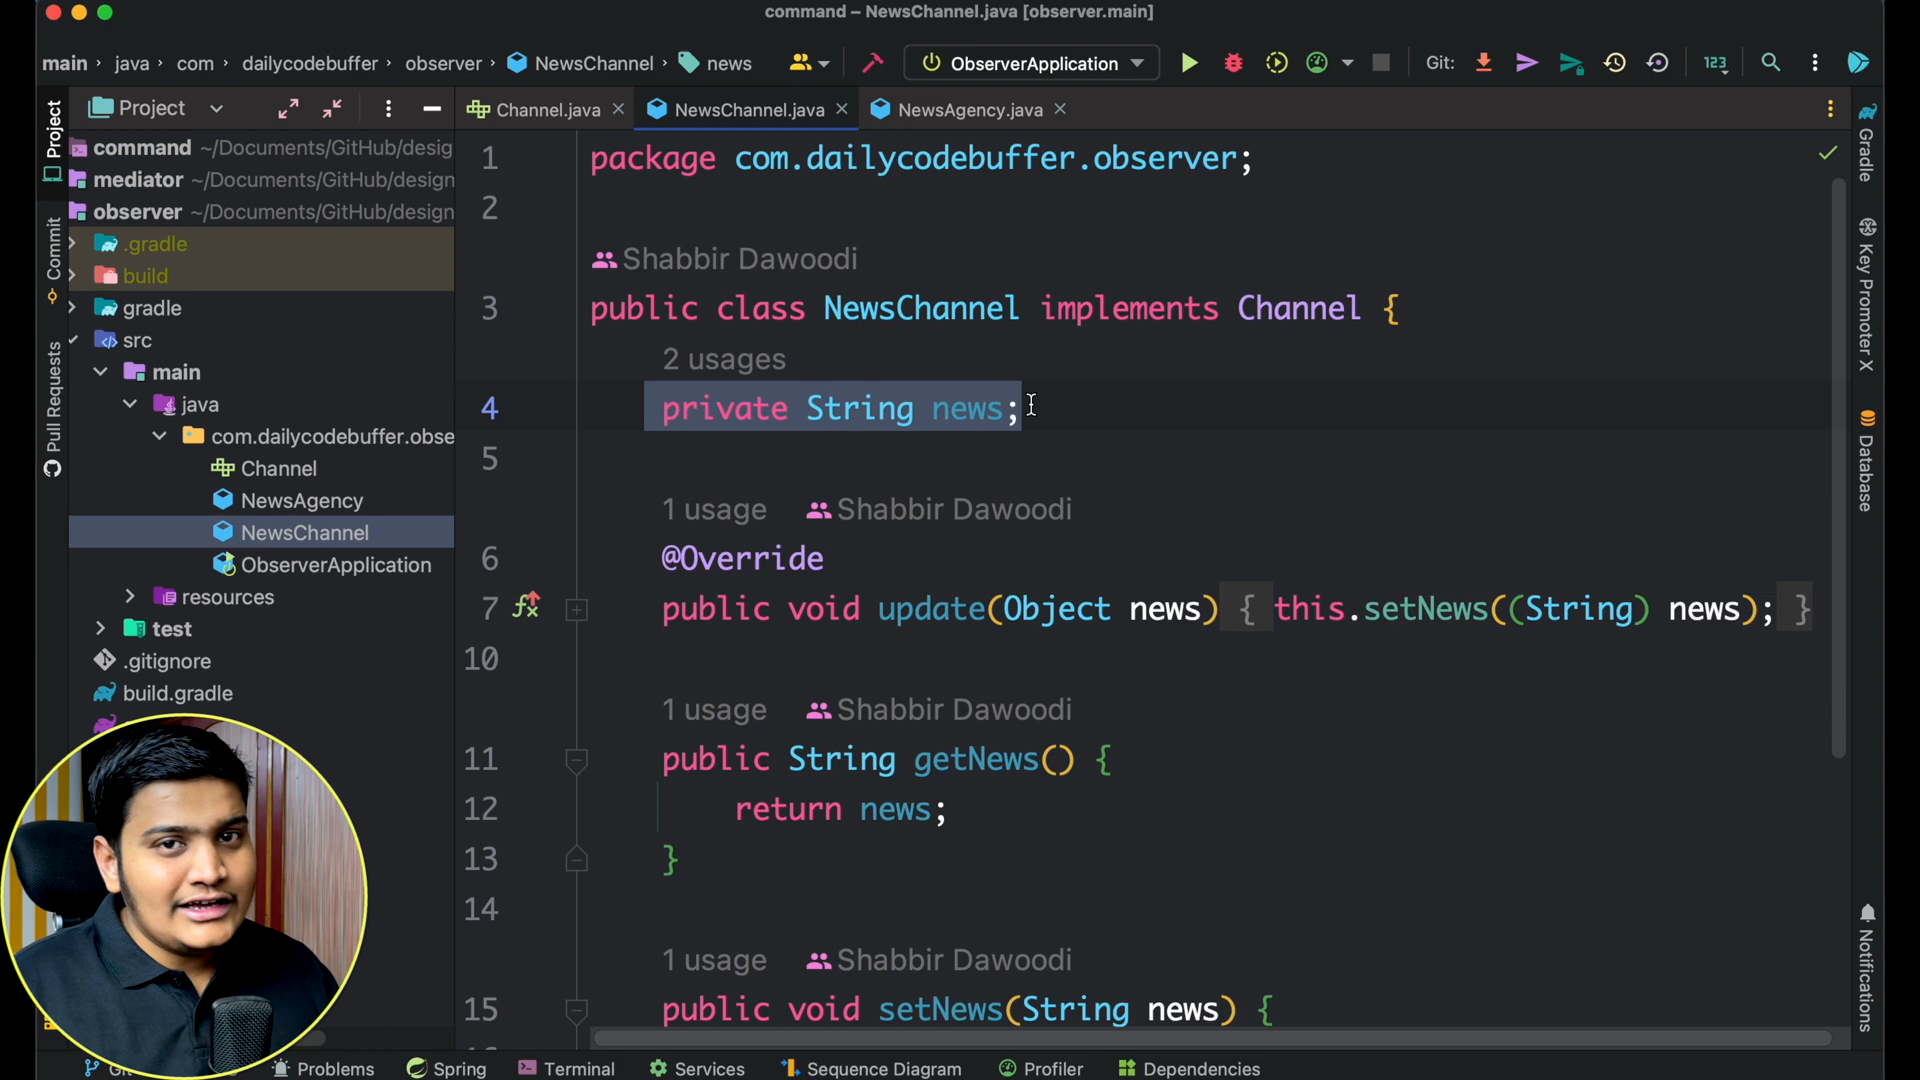 command – NewsChannel.java [observer.main]
main › java › com › dailycodebuffer › observer › NewsChannel › news
ObserverApplication
Git:
123
Project
Channel.java
NewsChannel.java
NewsAgency.java
Project
Commit
Pull Requests
command ~/Documents/GitHub/desig
mediator ~/Documents/GitHub/design
observer ~/Documents/GitHub/design
.gradle
build
gradle
src
main
java
com.dailycodebuffer.obse
Channel
NewsAgency
NewsChannel
ObserverApplication
resources
test
.gitignore
build.gradle
1 package com.dailycodebuffer.observer;
2
Shabbir Dawoodi
3 public class NewsChannel implements Channel {
2 usages
4 private String news;
5
1 usage Shabbir Dawoodi
6 @Override
7 public void update(Object news) { this.setNews((String) news); }
10
1 usage Shabbir Dawoodi
11 public String getNews() {
12 return news;
13 }
14
1 usage Shabbir Dawoodi
15 public void setNews(String news) {
Gradle
Key Promoter X
Database
Notifications
Problems
Spring
Terminal
Services
Sequence Diagram
Profiler
Dependencies